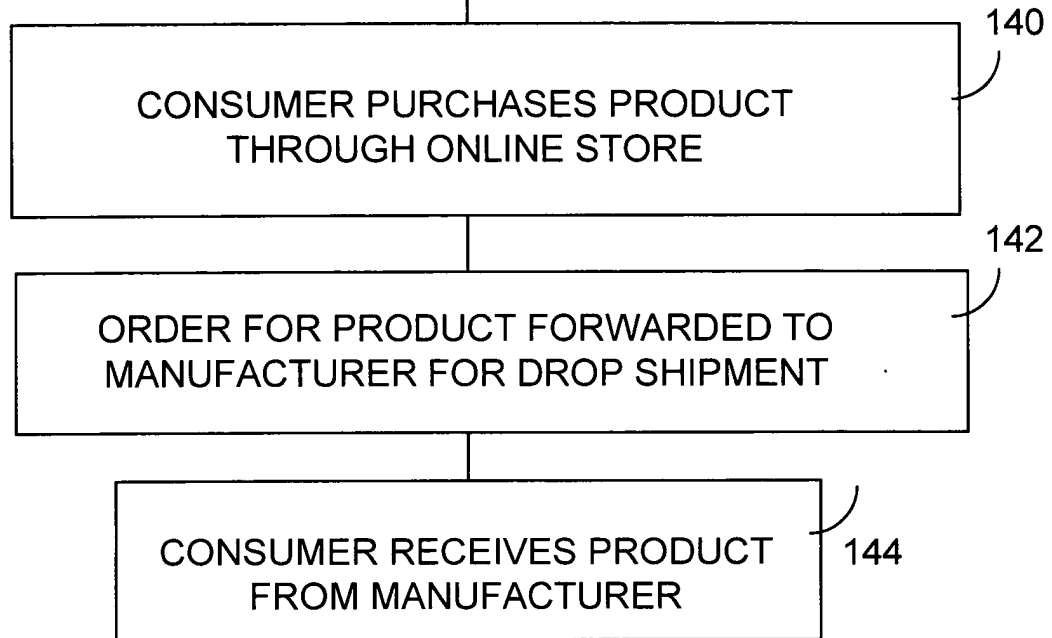 140
CONSUMER PURCHASES PRODUCT
THROUGH ONLINE STORE
142
ORDER FOR PRODUCT FORWARDED TO
MANUFACTURER FOR DROP SHIPMENT
144
CONSUMER RECEIVES PRODUCT
FROM MANUFACTURER